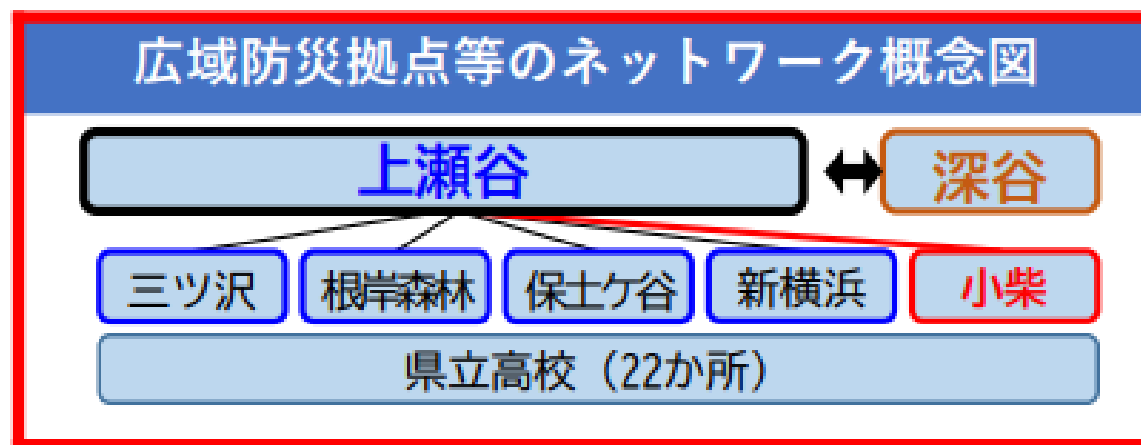 広域防災拠点等のネットワーク概念図
上瀬谷
深谷
三ツ沢
根岸森林
保土ケ谷
新横浜
小柴
県立高校（22か所）